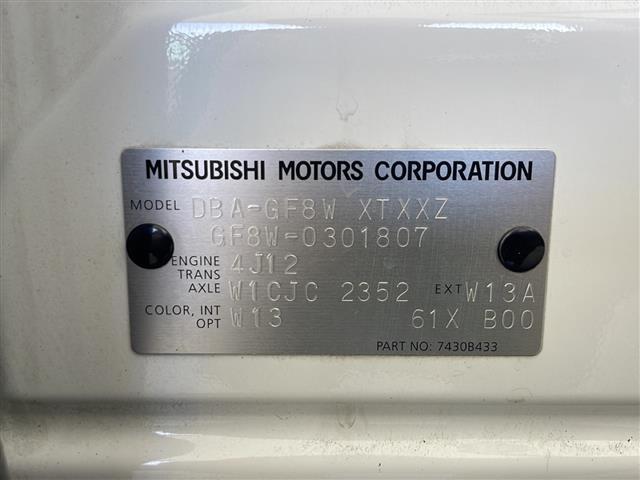 MITSUBISHI MOTORS CORPORATION
MODEL DBA-GF8W XTXXZ
GF8W-0301807
ENGINE 4J12
TRANS
AXLE W1CJC 2352 EXT W13A
COLOR, INT W13 61X B00
OPT
PART NO: 7430B433